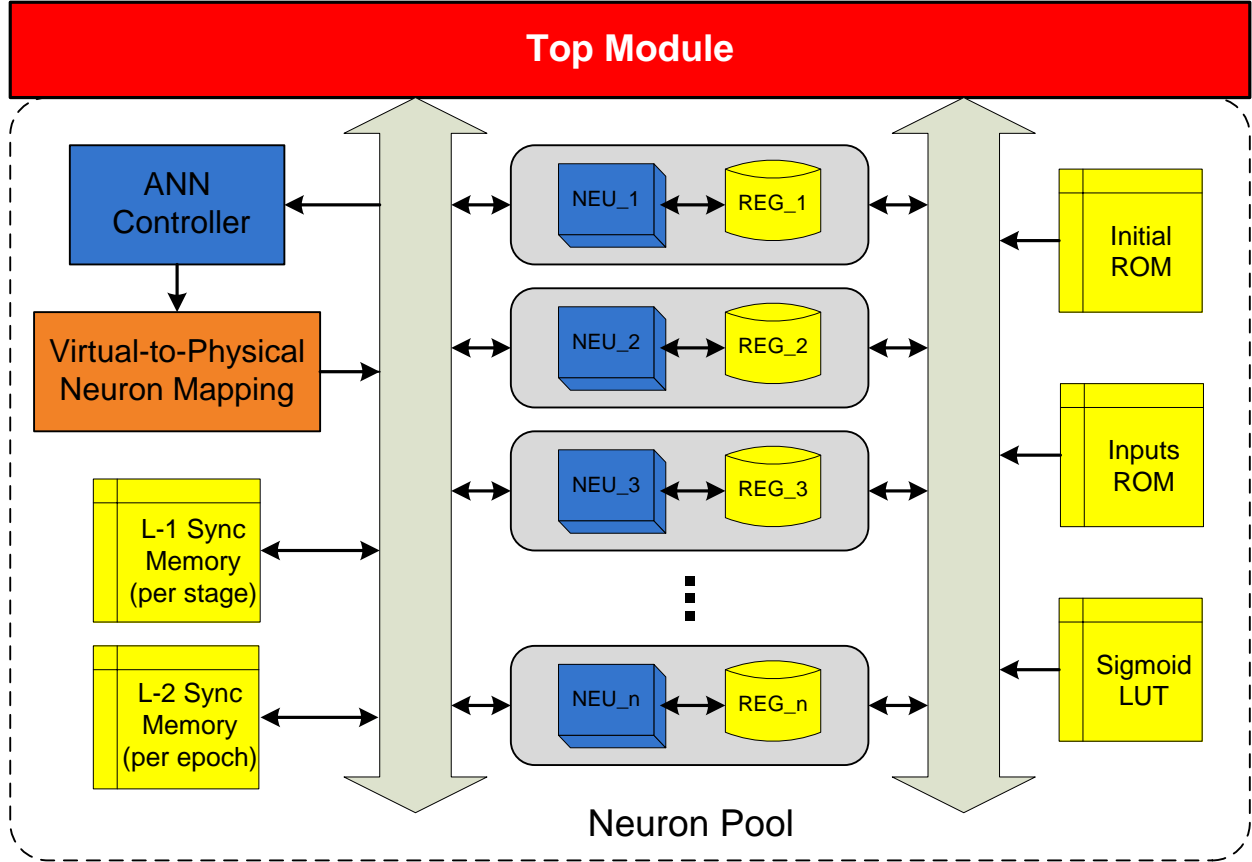 Top Module
ANN
Controller
Virtual-to-Physical
Neuron Mapping
L-1 Sync
Memory
(per stage)
L-2 Sync
Memory
(per epoch)
NEU_1
REG_1
NEU_2
REG_2
NEU_3
REG_3
NEU_n
REG_n
Initial
ROM
Inputs
ROM
Sigmoid
LUT
Neuron Pool